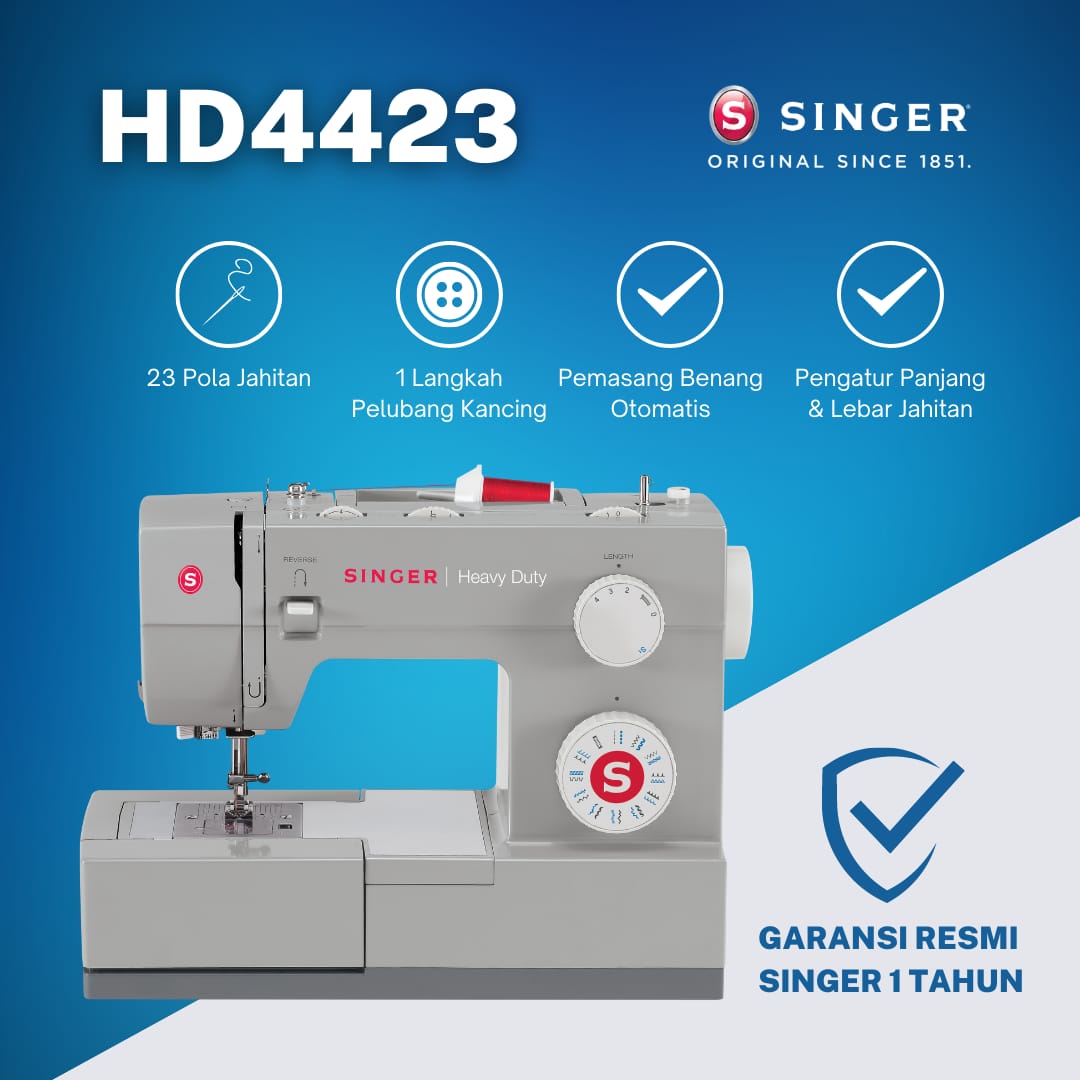 HD4423
S SINGER®
ORIGINAL SINCE 1851.
23 Pola Jahitan
1 Langkah
Pelubang Kancing
Pemasang Benang
Otomatis
Pengatur Panjang
& Lebar Jahitan
REVERSE
S
SINGER | Heavy Duty
LENGTH
4 3 2 0
S
GARANSI RESMI
SINGER 1 TAHUN